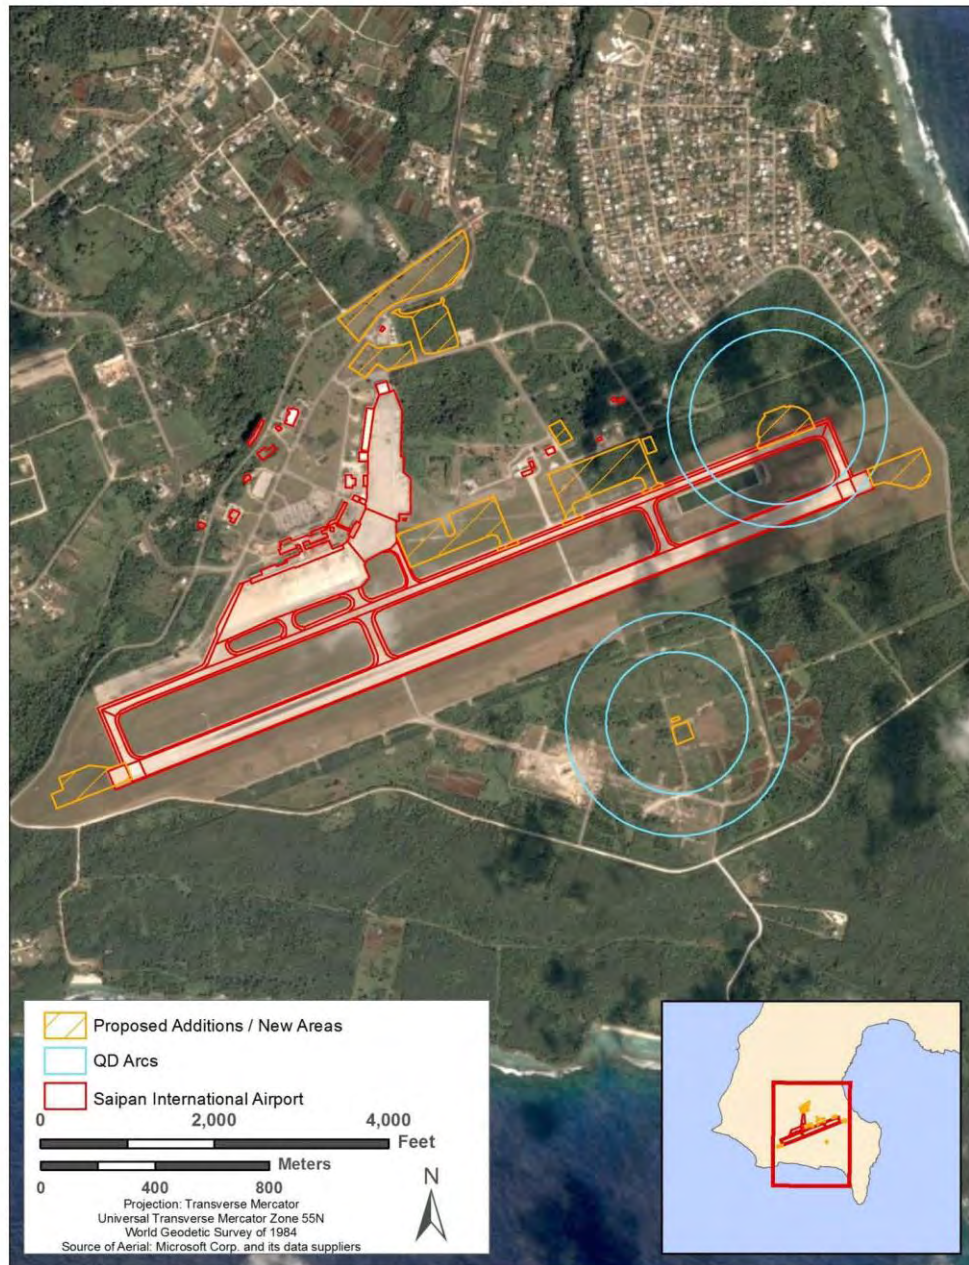 Proposed Additions / New Areas
QD Arcs
Saipan International Airport
0 2,000 4,000
Feet
Meters
0 400 800
N
Projection: Transverse Mercator
Universal Transverse Mercator Zone 55N
World Geodetic Survey of 1984
Source of Aerial: Microsoft Corp. and its data suppliers